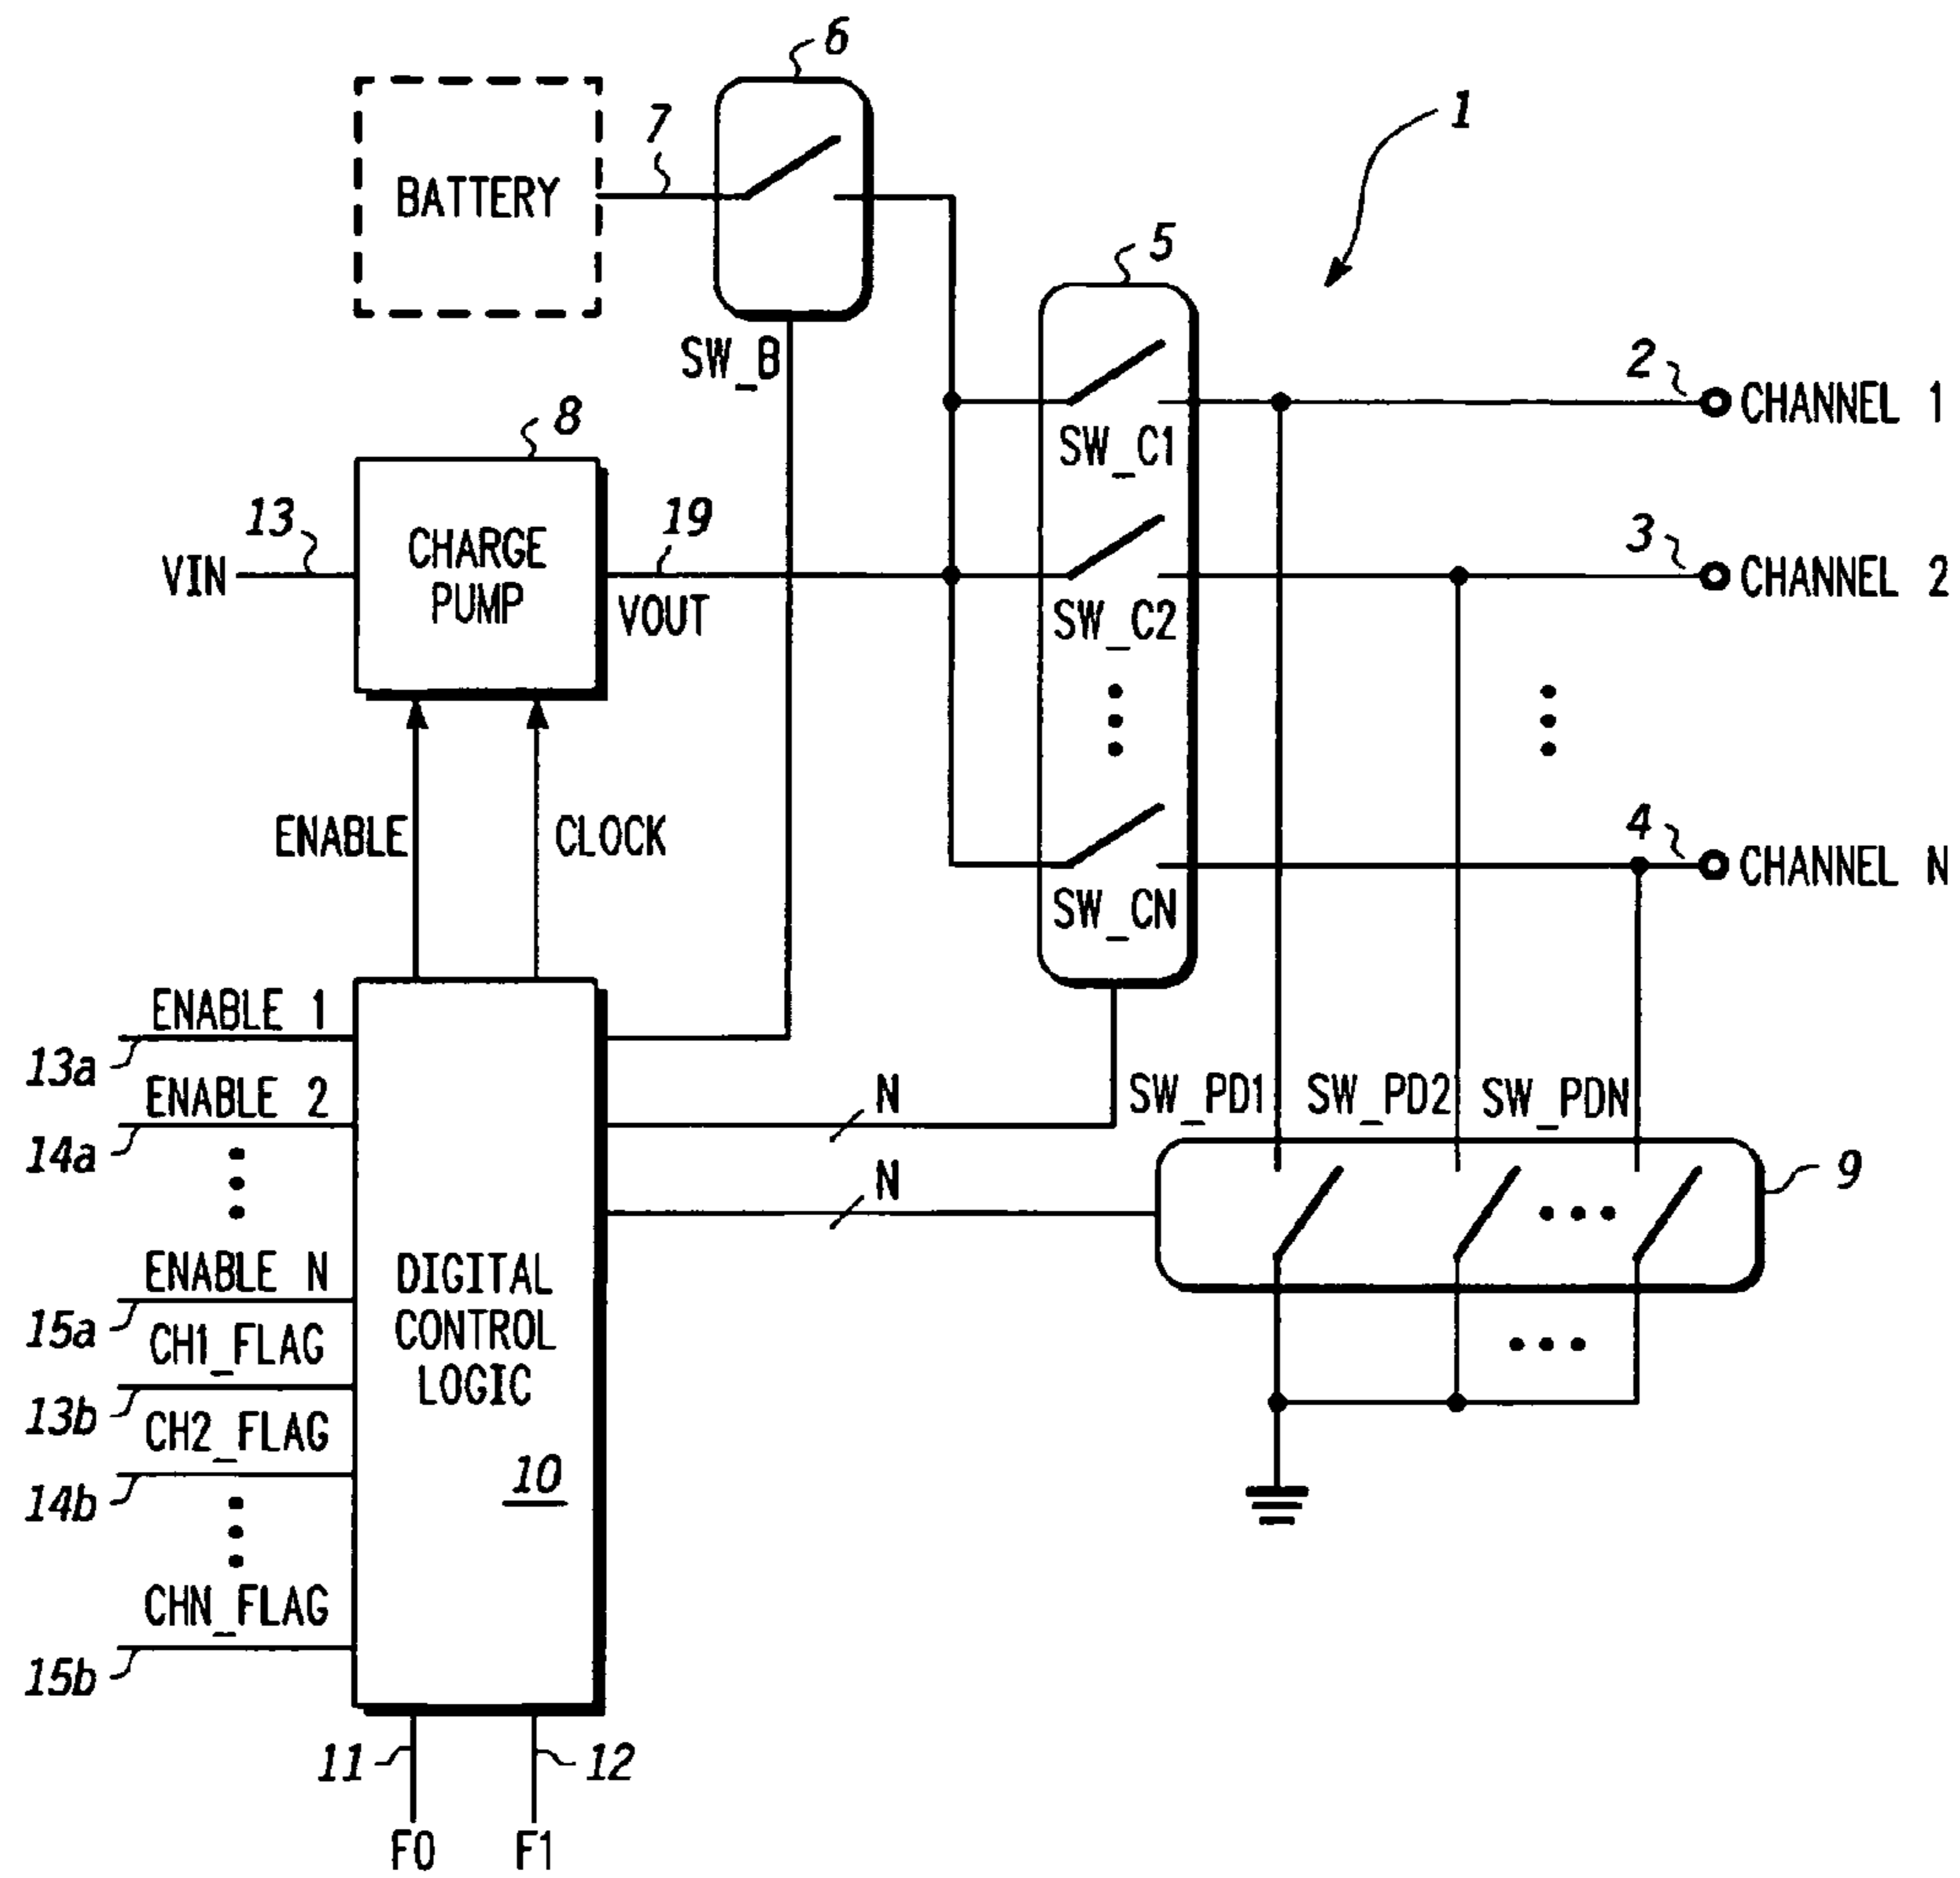 6
1
7
BATTERY
5
SW_B
2
CHANNEL 1
8
SW_C1
13
19
3
VIN
CHARGE
PUMP
VOUT
CHANNEL 2
SW_C2
ENABLE
CLOCK
4
CHANNEL N
SW_CN
ENABLE 1
13a
ENABLE 2
14a
N
SW_PD1
SW_PD2
SW_PDN
N
9
ENABLE N
15a
CH1_FLAG
13b
CH2_FLAG
14b
DIGITAL
CONTROL
LOGIC
10
CHN_FLAG
15b
11
12
F0
F1